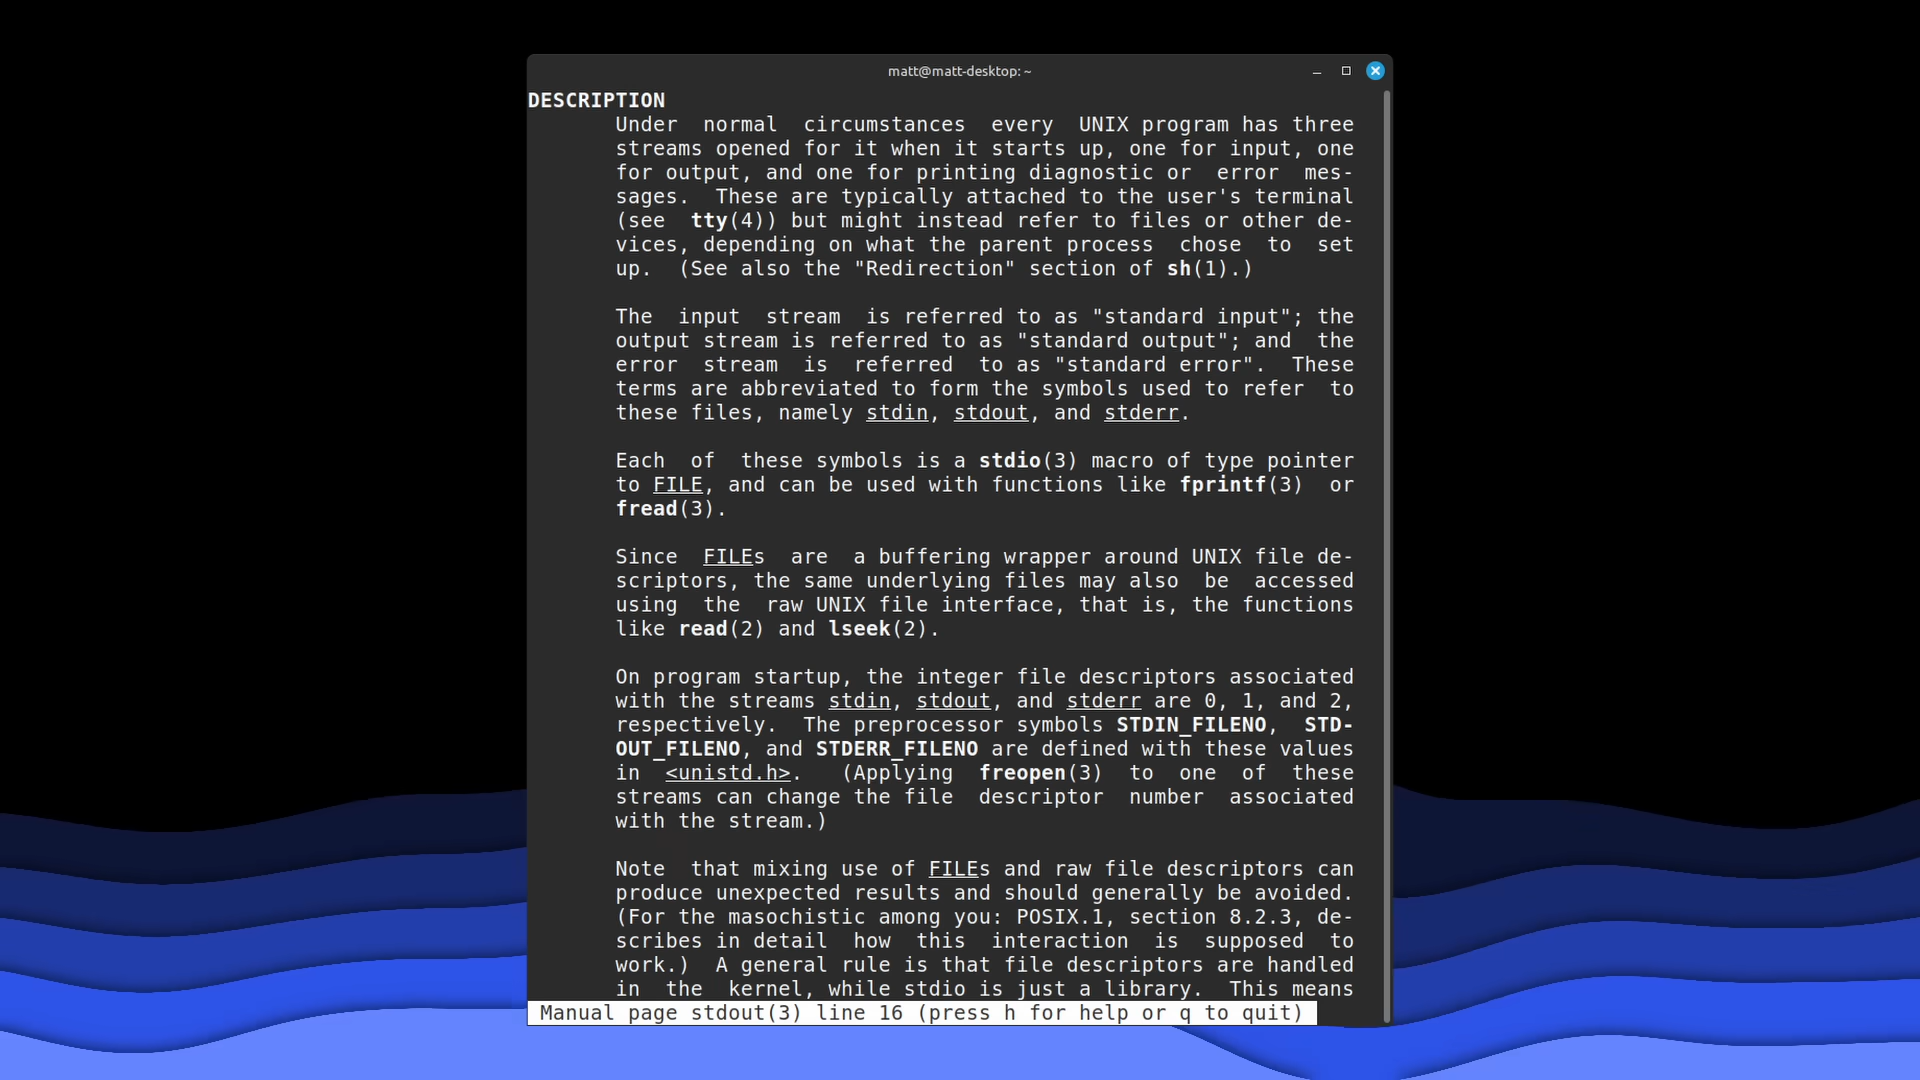 matt@matt-desktop: ~
DESCRIPTION
Under normal circumstances every UNIX program has three
streams opened for it when it starts up, one for input, one
for output, and one for printing diagnostic or error mes-
sages. These are typically attached to the user's terminal
(see tty(4)) but might instead refer to files or other de-
vices, depending on what the parent process chose to set
up. (See also the "Redirection" section of sh(1).)
The input stream is referred to as "standard input"; the
output stream is referred to as "standard output"; and the
error stream is referred to as "standard error". These
terms are abbreviated to form the symbols used to refer to
these files, namely stdin, stdout, and stderr.
Each of these symbols is a stdio(3) macro of type pointer
to FILE, and can be used with functions like fprintf(3) or
fread(3).
Since FILEs are a buffering wrapper around UNIX file de-
scriptors, the same underlying files may also be accessed
using the raw UNIX file interface, that is, the functions
like read(2) and lseek(2).
On program startup, the integer file descriptors associated
with the streams stdin, stdout, and stderr are 0, 1, and 2,
respectively. The preprocessor symbols STDIN_FILENO, STD-
OUT_FILENO, and STDERR_FILENO are defined with these values
in <unistd.h>. (Applying freopen(3) to one of these
streams can change the file descriptor number associated
with the stream.)
Note that mixing use of FILEs and raw file descriptors can
produce unexpected results and should generally be avoided.
(For the masochistic among you: POSIX.1, section 8.2.3, de-
scribes in detail how this interaction is supposed to
work.) A general rule is that file descriptors are handled
in the kernel, while stdio is just a library. This means
Manual page stdout(3) line 16 (press h for help or q to quit)